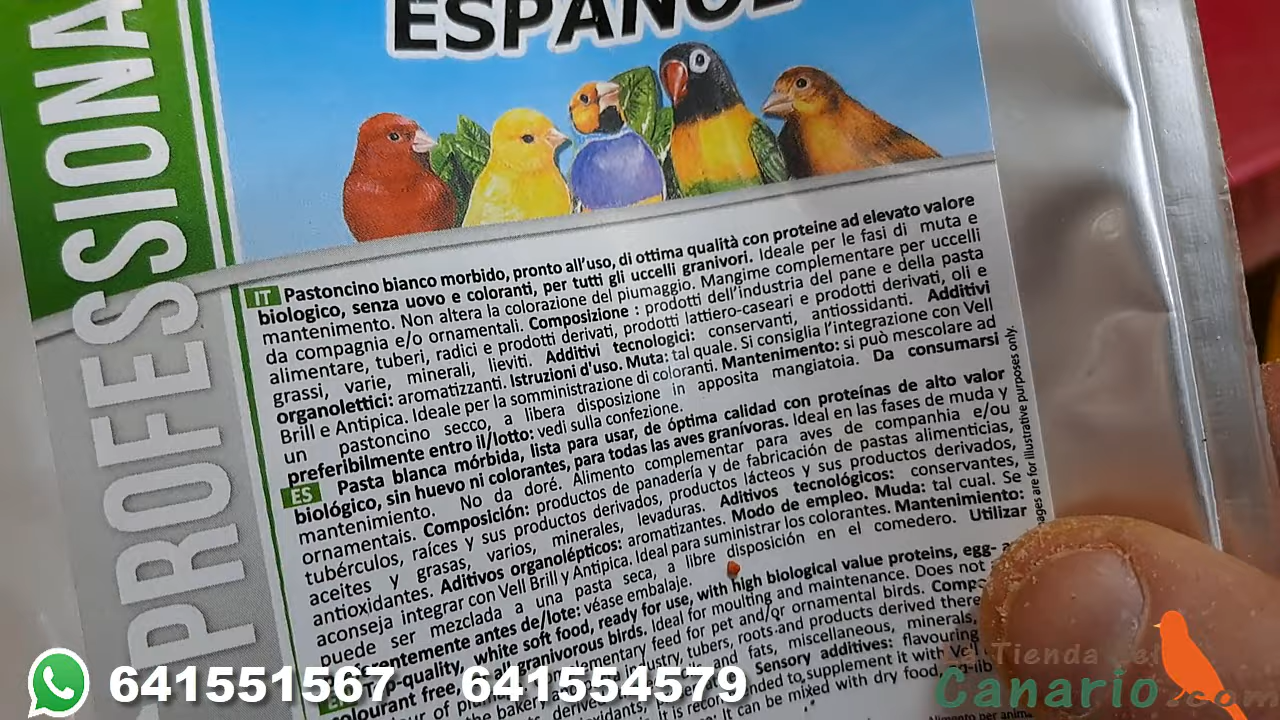 ESPAÑOL
PROFESSIONA
IT Pastoncino bianco morbido, pronto all'uso, di ottima qualità con proteine ad elevato valore
biologico, senza uovo e coloranti, per tutti gli uccelli granivori. Ideale per le fasi di muta e
mantenimento. Non altera la colorazione del piumaggio. Mangime complementare per uccelli
da compagnia e/o ornamentali. Composizione : prodotti dell'industria del pane e della pasta
alimentare, tuberi, radici e prodotti derivati, prodotti lattiero-caseari e prodotti derivati, oli e
grassi, varie, minerali, lieviti. Additivi tecnologici: conservanti, antiossidanti. Additivi
organolettici: aromatizzanti. Istruzioni d'uso. Muta: tal quale. Si consiglia l'integrazione con Vell
Brill e Antipica. Ideale per la somministrazione di coloranti. Mantenimento: si può mescolare ad
un pastoncino secco, a libera disposizione in apposita mangiatoia. Da consumarsi
preferibilmente entro il/lotto: vedi sulla confezione.
ES Pasta blanca mórbida, lista para usar, de óptima calidad con proteínas de alto valor
biológico, sin huevo ni colorantes, para todas las aves granívoras. Ideal en las fases de muda y
mantenimiento. No da doré. Alimento complementar para aves de companhia e/ou
ornamentais. Composición: productos de panadería y de fabricación de pastas alimenticias,
tubérculos, raíces y sus productos derivados, productos lácteos y sus productos derivados,
aceites y grasas, varios, minerales, levaduras. Aditivos tecnológicos: conservantes,
antioxidantes. Aditivos organolépticos: aromatizantes. Modo de empleo. Muda: tal cual. Se
aconseja integrar con Vell Brill y Antipica. Ideal para suministrar los colorantes. Mantenimiento:
puede ser mezclada a una pasta seca, a libre disposición en el comedero. Utilizar
antes de/lote: véase embalaje.
-quality, white soft food, ready for use, with high biological value proteins, egg-
colourant free, granivorous birds. Ideal for moulting and maintenance. Does not
feed for pet and/or ornamental birds.
the bakery tubers, roots and products derived there
and fats, miscellaneous, minerals,
Sensory additives: flavouring
It is supplement it with
It can be mixed with dry food,
ages are for illustrative purposes only.
641551567 641554579
Tienda del
Canario.com